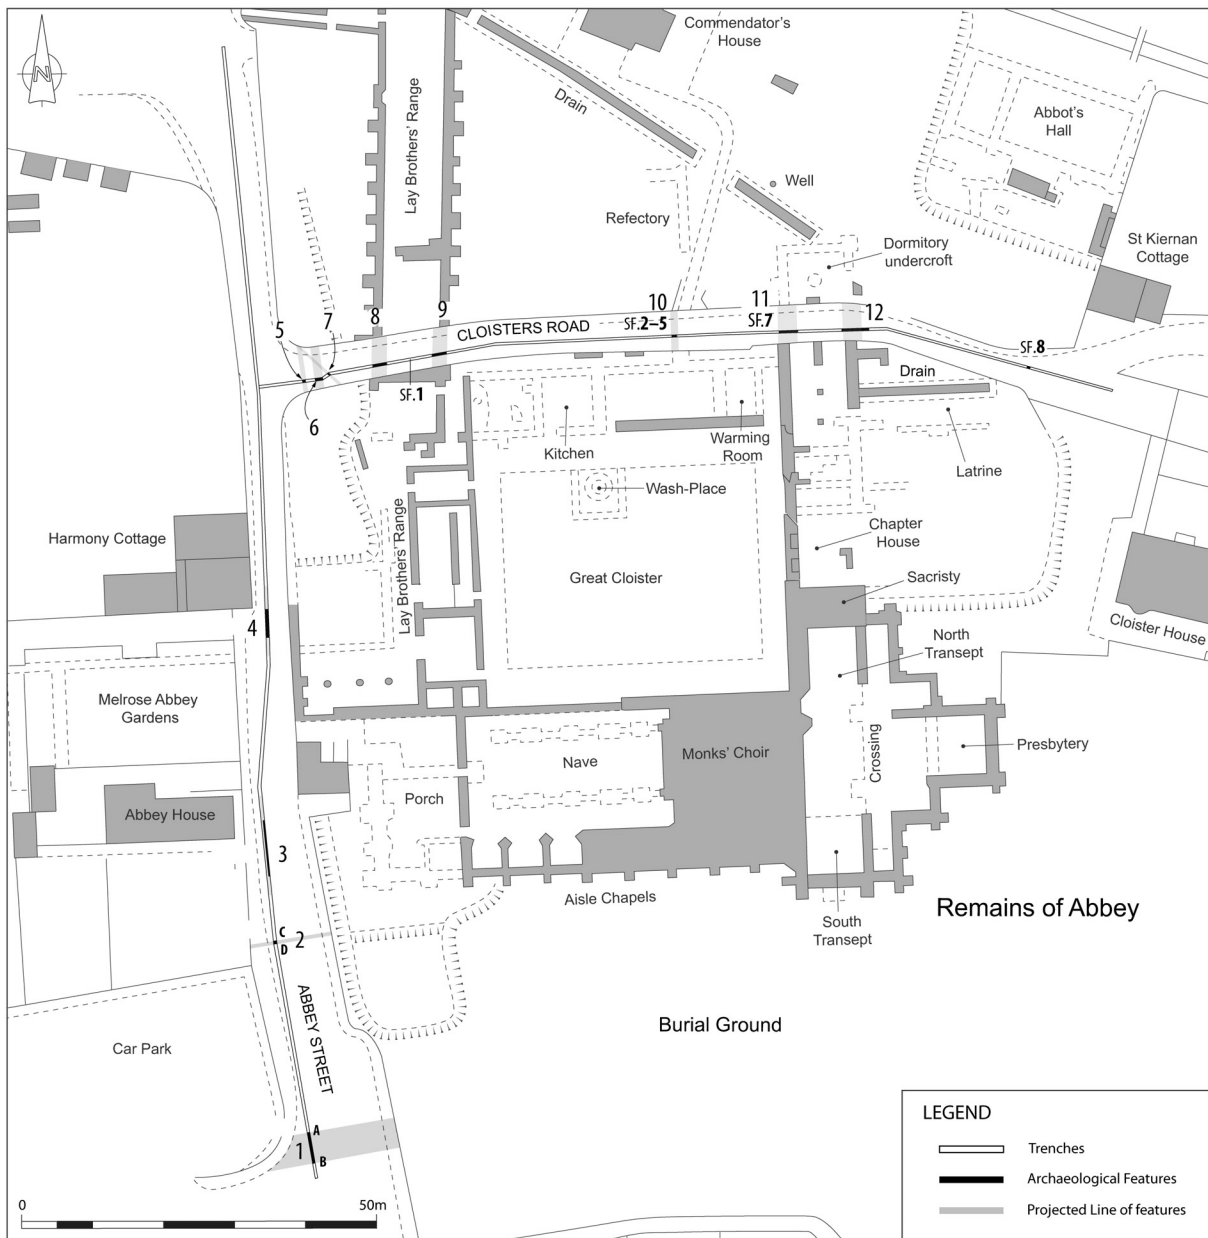 Commendator's
House
N
Drain
Lay Brothers' Range
Abbot's
Hall
Well
Refectory
Dormitory
undercroft
St Kiernan
Cottage
5
7
8
9
10
11
12
CLOISTERS ROAD
SF.2–5
SF.7
SF.8
SF.1
6
Drain
Kitchen
Warming
Room
Latrine
Wash-Place
Harmony Cottage
Chapter
House
Lay Brothers' Range
Great Cloister
Sacristy
4
North
Transept
Cloister House
Melrose Abbey
Gardens
Crossing
Presbytery
Monks' Choir
Nave
Porch
Abbey House
3
Aisle Chapels
South
Transept
Remains of Abbey
C
2
D
ABBEY STREET
Burial Ground
Car Park
A
1
B
LEGEND
Trenches
Archaeological Features
Projected Line of features
0
50m